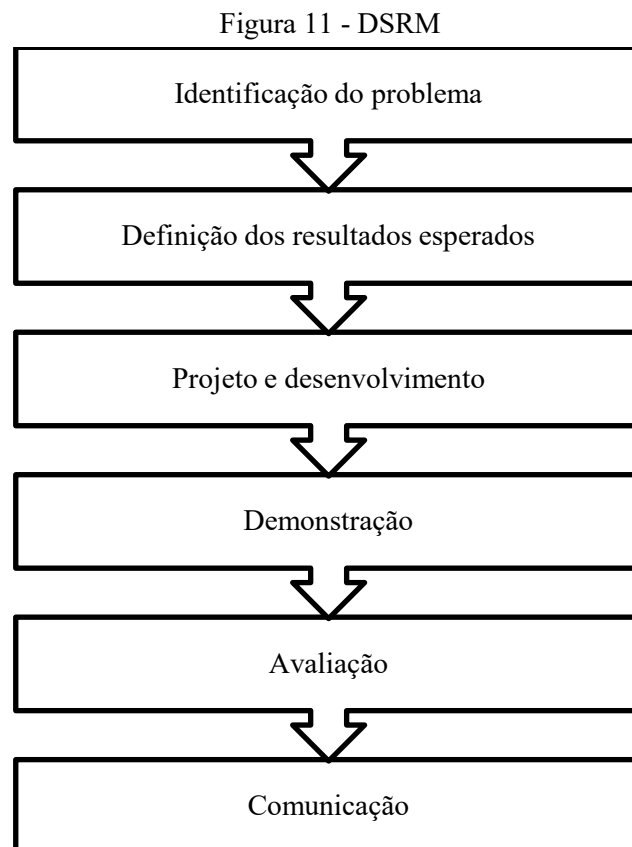 Figura 11 - DSRM
Identificação do problema
Definição dos resultados esperados
Projeto e desenvolvimento
Demonstração
Avaliação
Comunicação